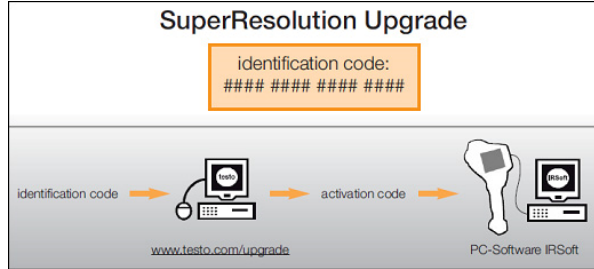 SuperResolution Upgrade
identification code:
#### #### #### ####
testo
IRSoft
identification code
activation code
www.testo.com/upgrade
PC-Software IRSoft